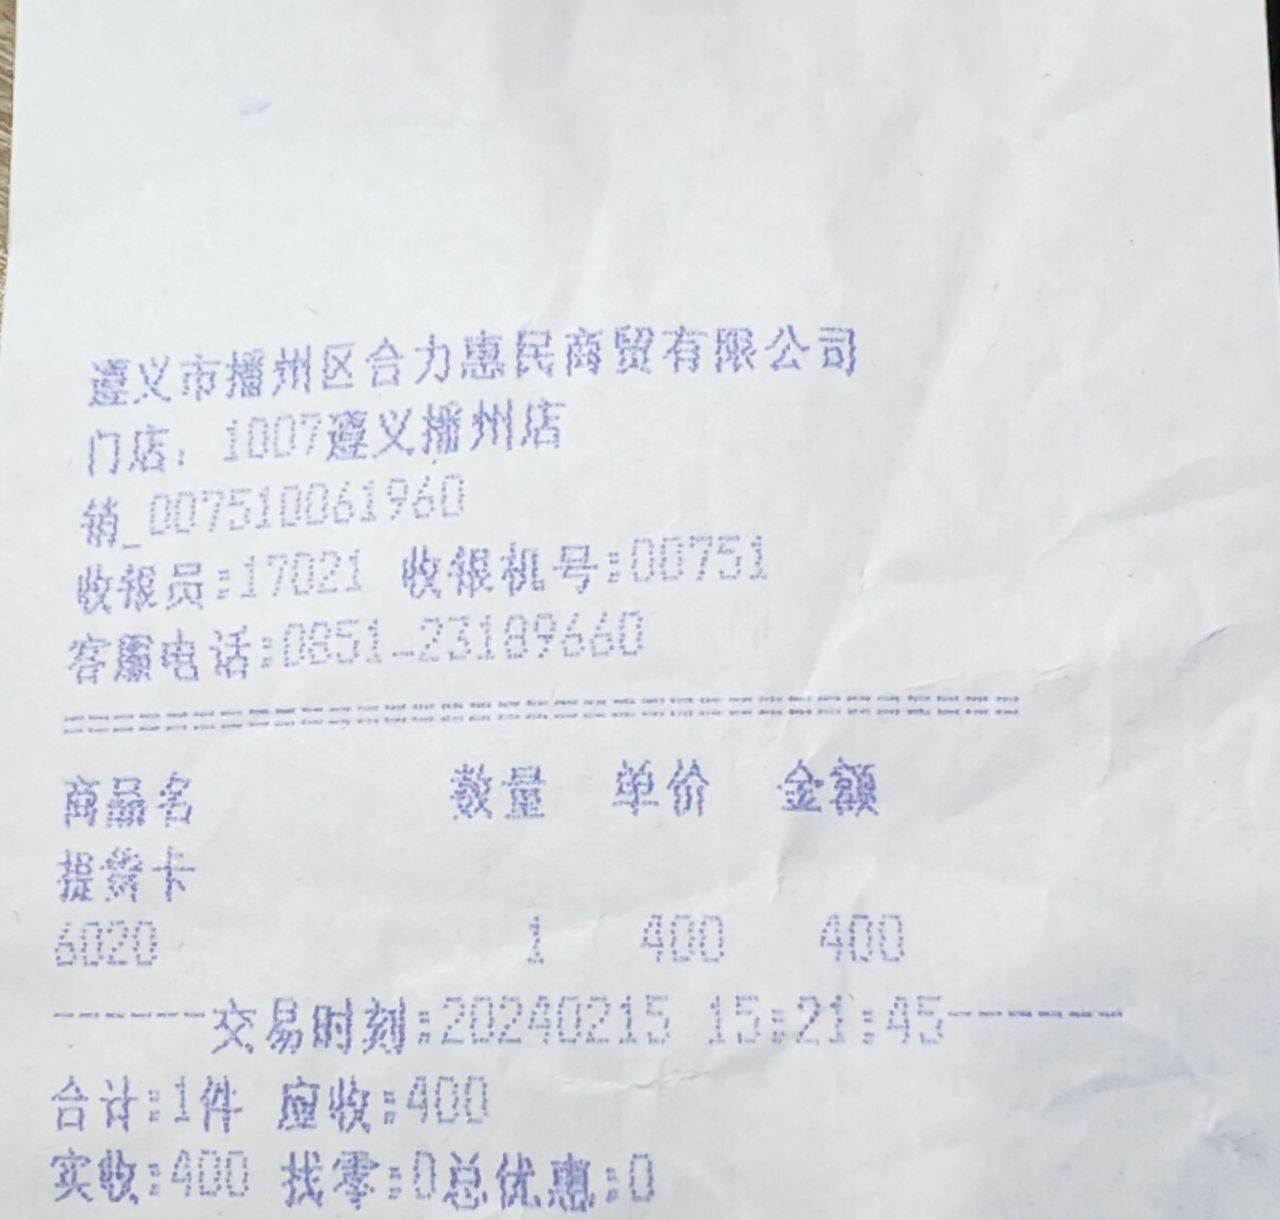 遵义市播州区合力惠民商贸有限公司
门店：1007遵义播州店
销_007510061960
收银员:17021 收银机号:00751
客服电话:0851-23189660
========================================
商品名 数量 单价 金额
提货卡
6020 1 400 400
-------交易时刻:20240215 15:21:45-------
合计:1件 应收:400
实收:400 找零:0总优惠:0